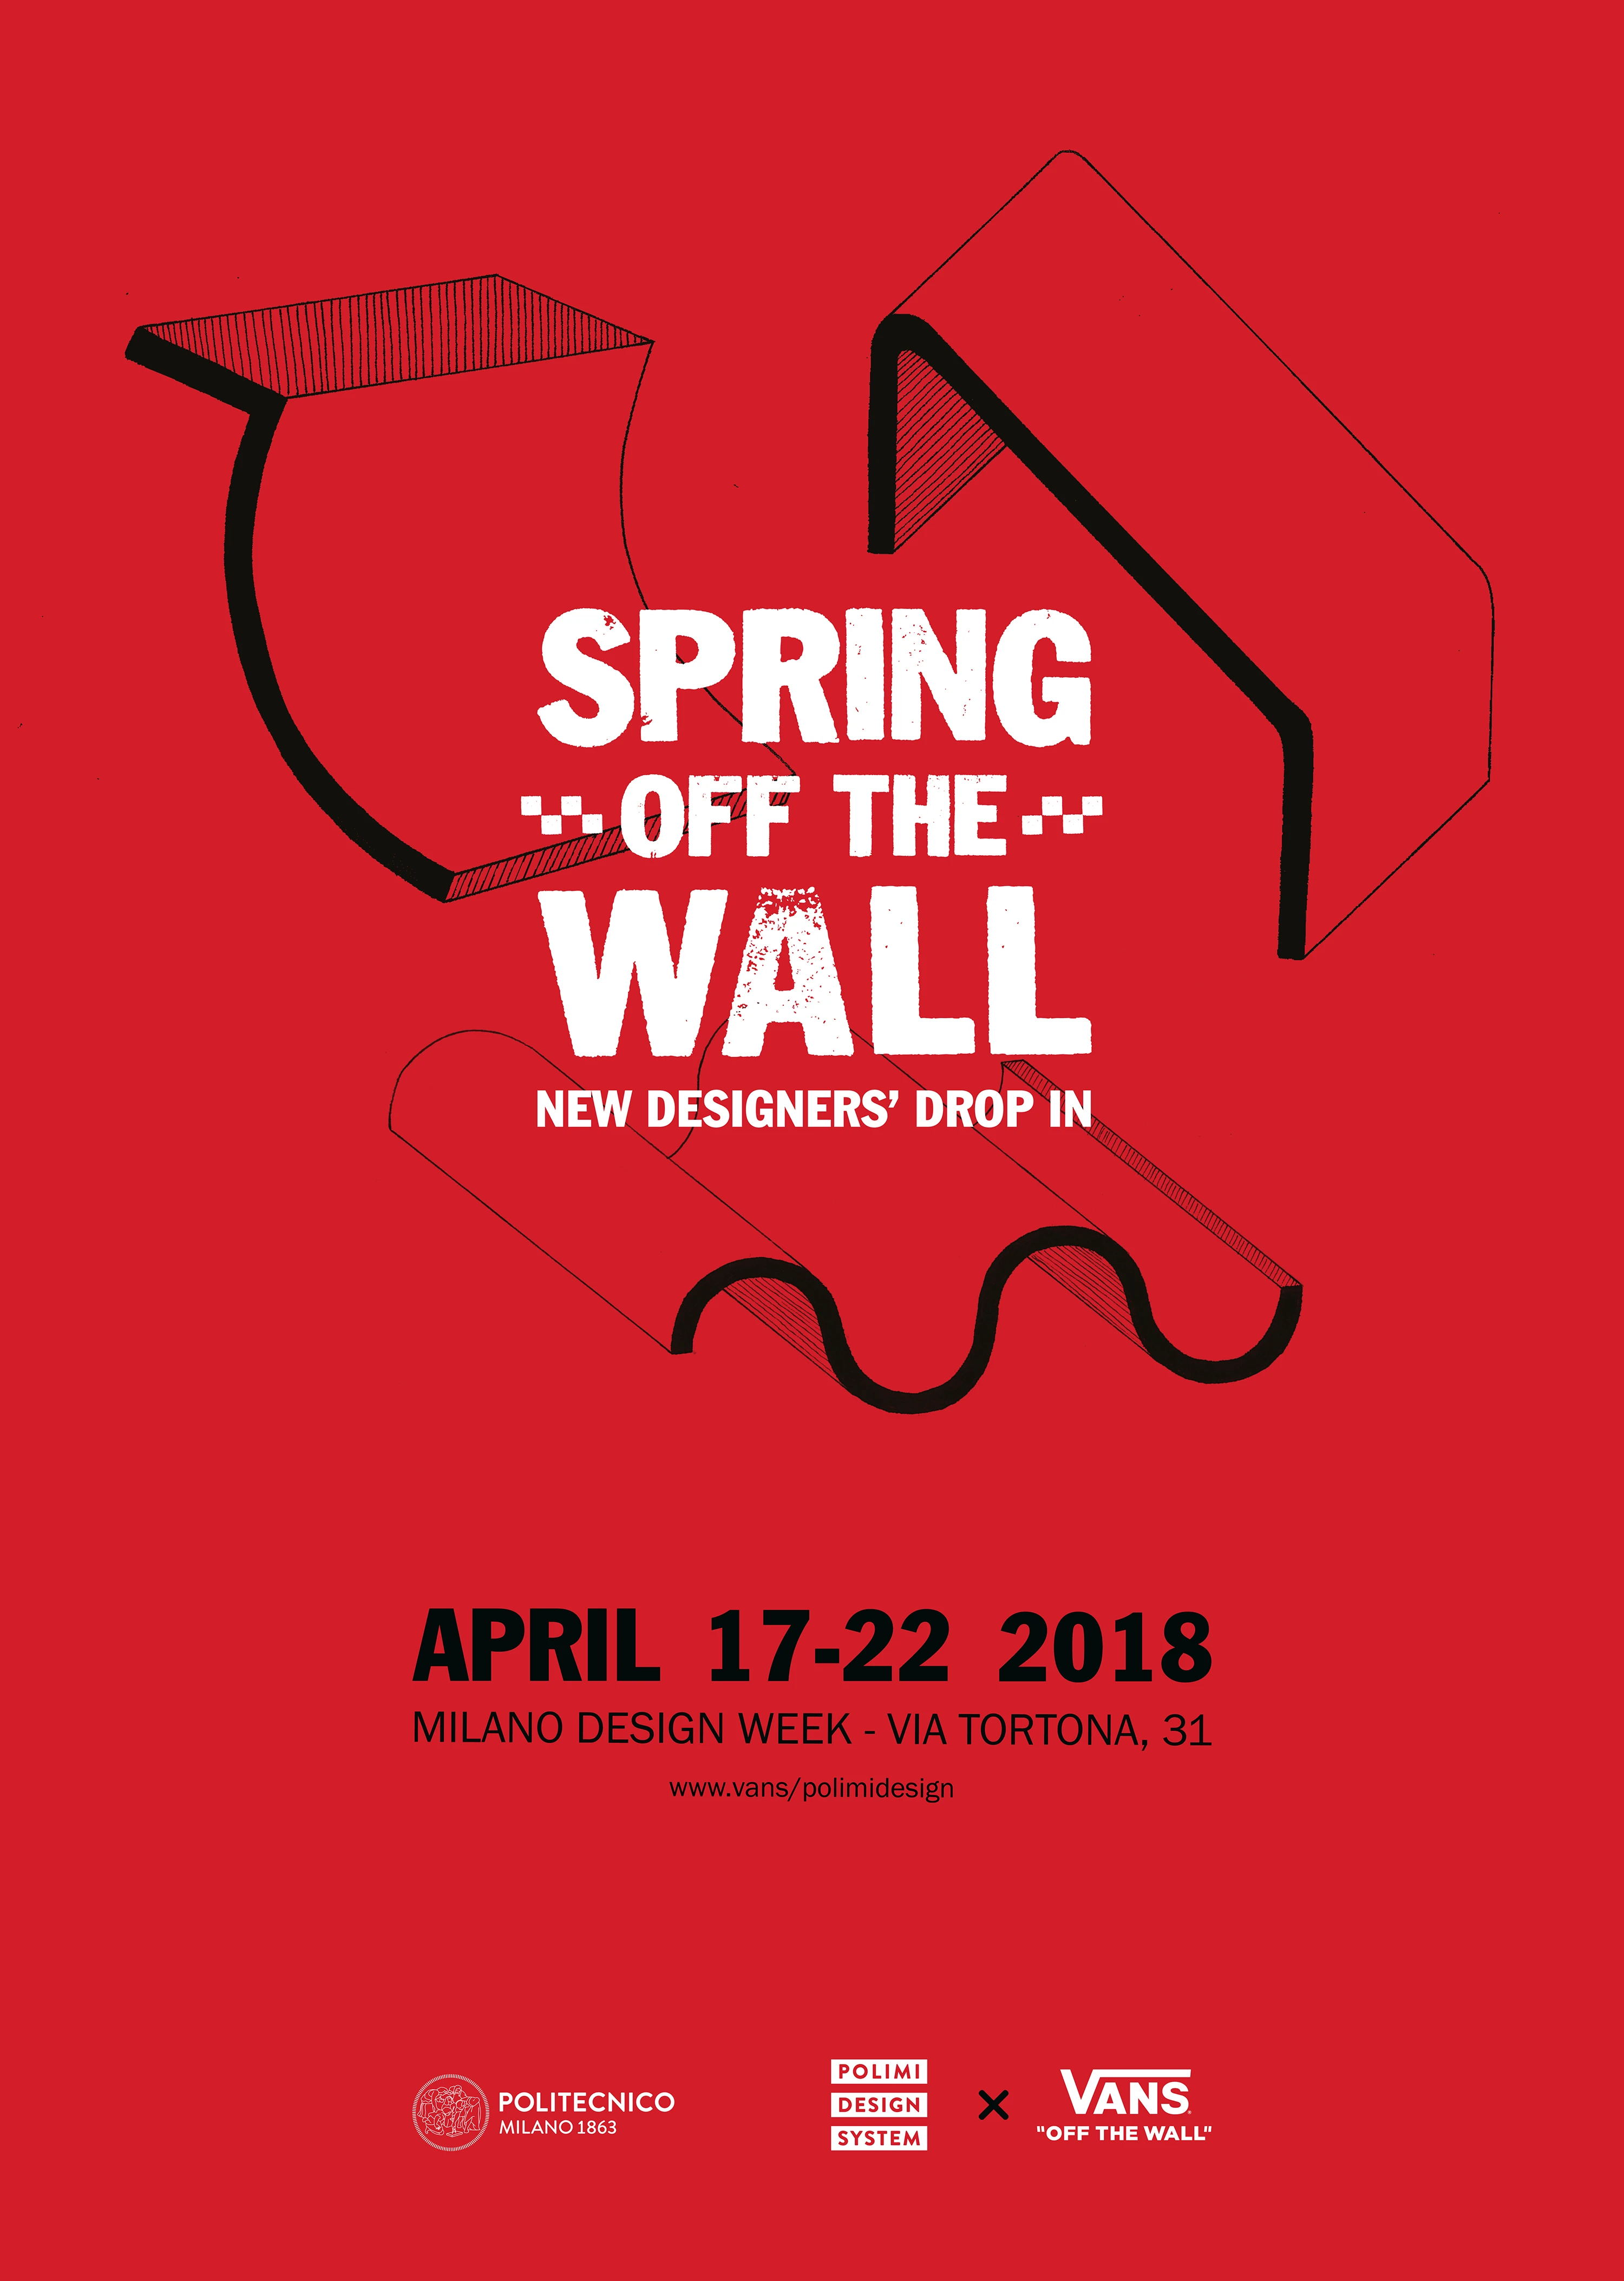 SPRING
OFF THE
WALL
NEW DESIGNERS’ DROP IN
APRIL 17-22 2018
MILANO DESIGN WEEK - VIA TORTONA, 31
www.vans/polimidesign
POLITECNICO
MILANO 1863
POLIMI
DESIGN
SYSTEM
×
VANS
"OFF THE WALL"